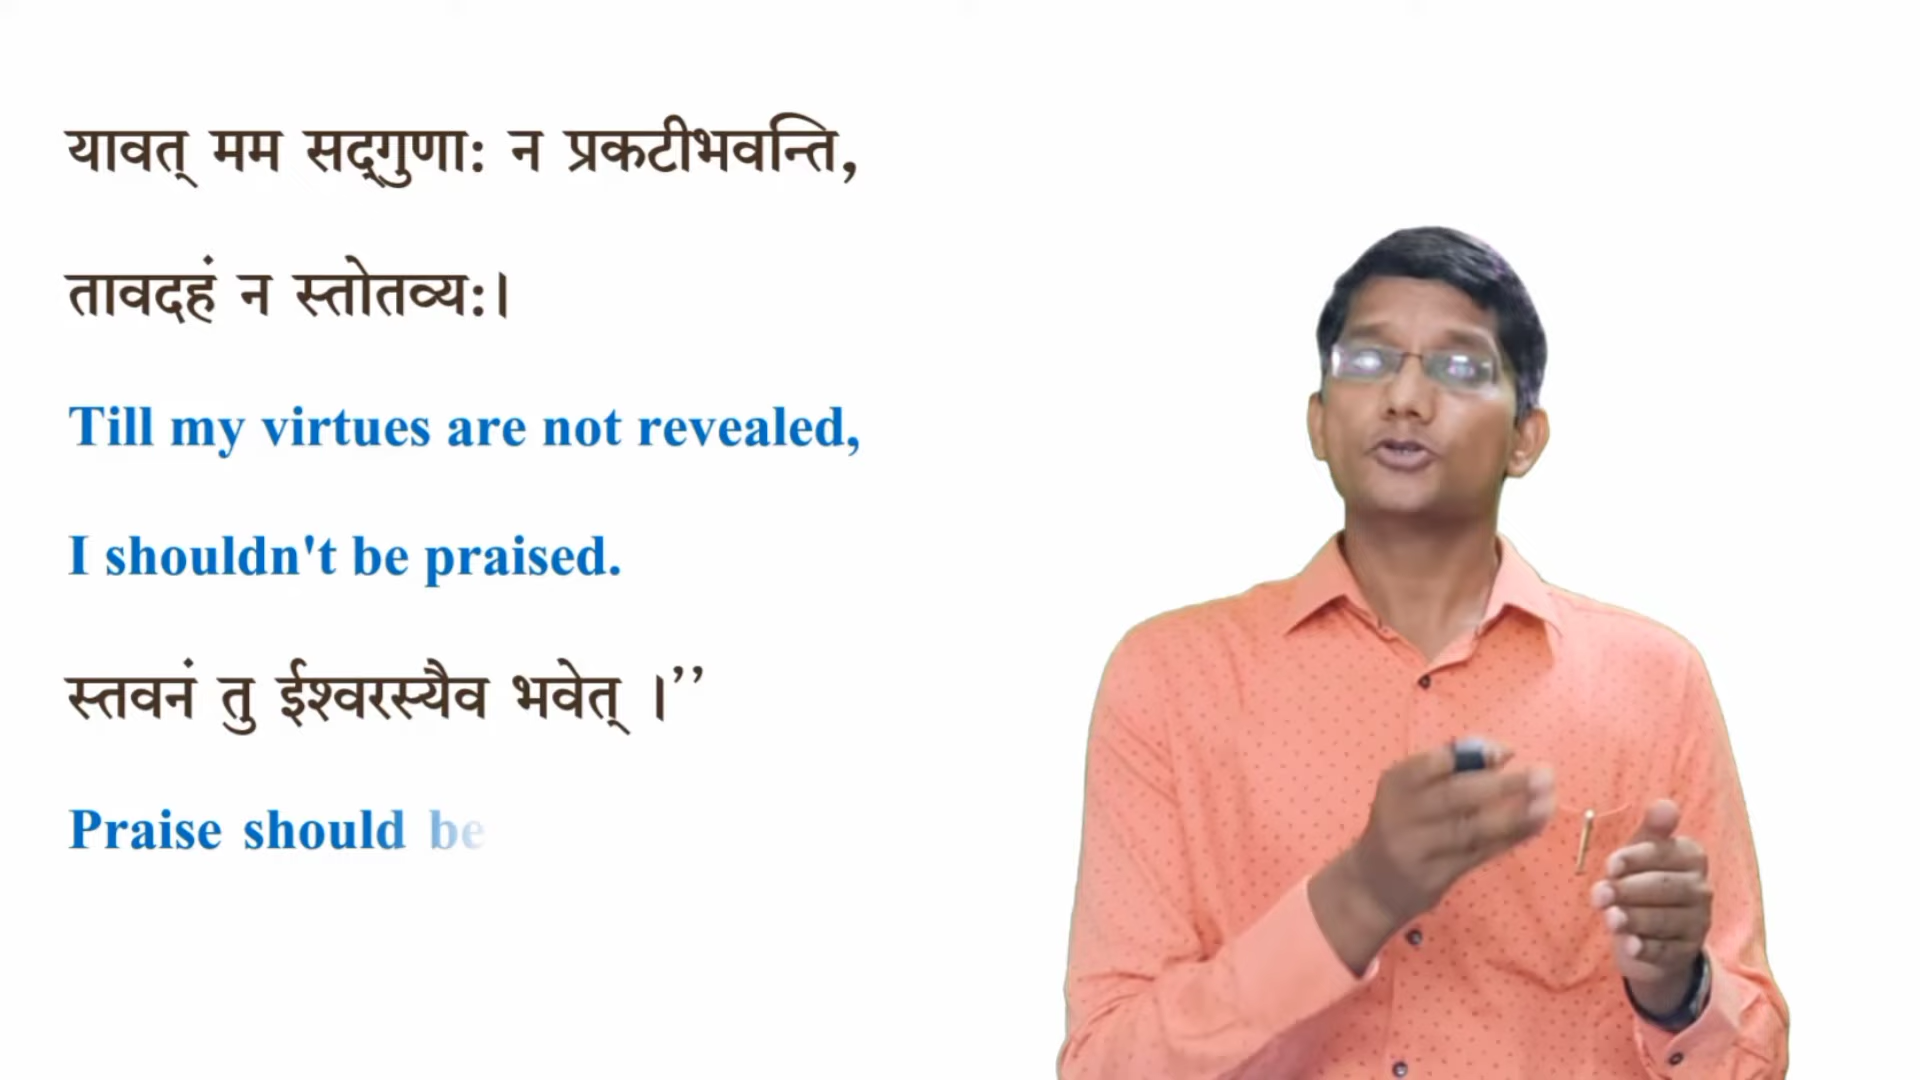 यावत् मम सद्‌गुणाः न प्रकटीभवन्ति,
तावदहं न स्तोतव्यः।
Till my virtues are not revealed,
I shouldn't be praised.
स्तवनं तु ईश्वरस्यैव भवेत् ।’’
Praise should be